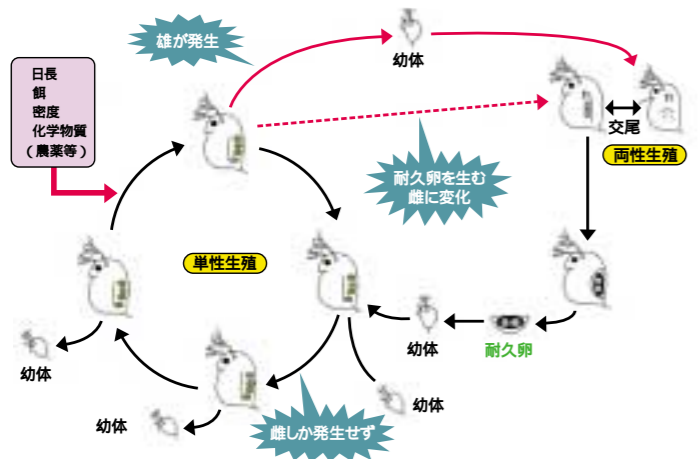 雄が発生
幼体
日長
餌
密度
化学物質
(農薬等)
交尾
両性生殖
耐久卵を生む
雌に変化
単性生殖
幼体
耐久卵
幼体
幼体
幼体
雌しか発生せず